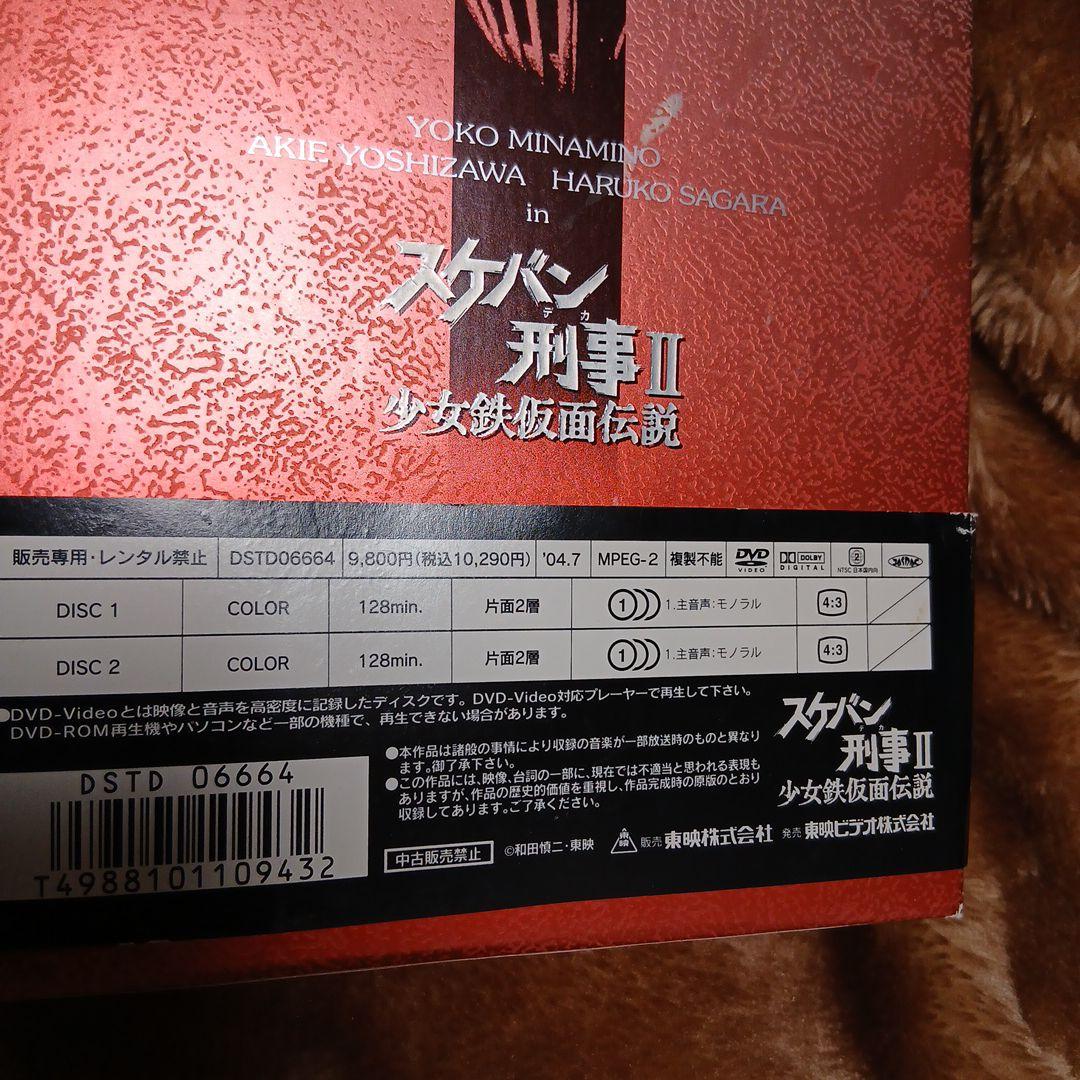 YOKO MINAMINO
AKIE YOSHIZAWA HARUKO SAGARA
in
スケバン
デカ
刑事II
少女鉄仮面伝説
販売専用・レンタル禁止 DSTD06664 9,800円(税込10,290円) '04.7 MPEG-2 複製不能 DVD VIDEO DOLBY DIGITAL 2 NTSC 日本国内向
DISC 1 COLOR 128min. 片面2層 1 1.主音声:モノラル 4:3
DISC 2 COLOR 128min. 片面2層 1 1.主音声:モノラル 4:3
●DVD-Videoとは映像と音声を高密度に記録したディスクです。DVD-Video対応プレーヤーで再生して下さい。
DVD-ROM再生機やパソコンなど一部の機種で、再生できない場合があります。
●本作品は諸般の事情により収録の音楽が一部放送時のものと異なり
ます。御了承下さい。
●この作品には、映像、台詞の一部に、現在では不適当と思われる表現も
ありますが、作品の歴史的価値を重視し、作品完成時の原版のとおり
収録してあります。ご了承ください。
スケバン
デカ
刑事II
少女鉄仮面伝説
DSTD 06664
T4988101109432
中古販売禁止 ©和田慎二・東映 東映 販売 東映株式会社 発売 東映ビデオ株式会社